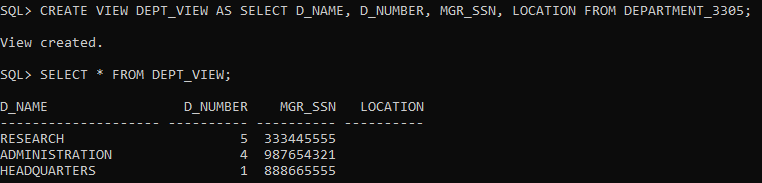 SQL> CREATE VIEW DEPT_VIEW AS SELECT D_NAME, D_NUMBER, MGR_SSN, LOCATION FROM DEPARTMENT_3305;
View created.
SQL> SELECT * FROM DEPT_VIEW;
D_NAME                 D_NUMBER    MGR_SSN   LOCATION
-------------------- ---------- ---------- ----------
RESEARCH                      5  333445555
ADMINISTRATION                4  987654321
HEADQUARTERS                  1  888665555